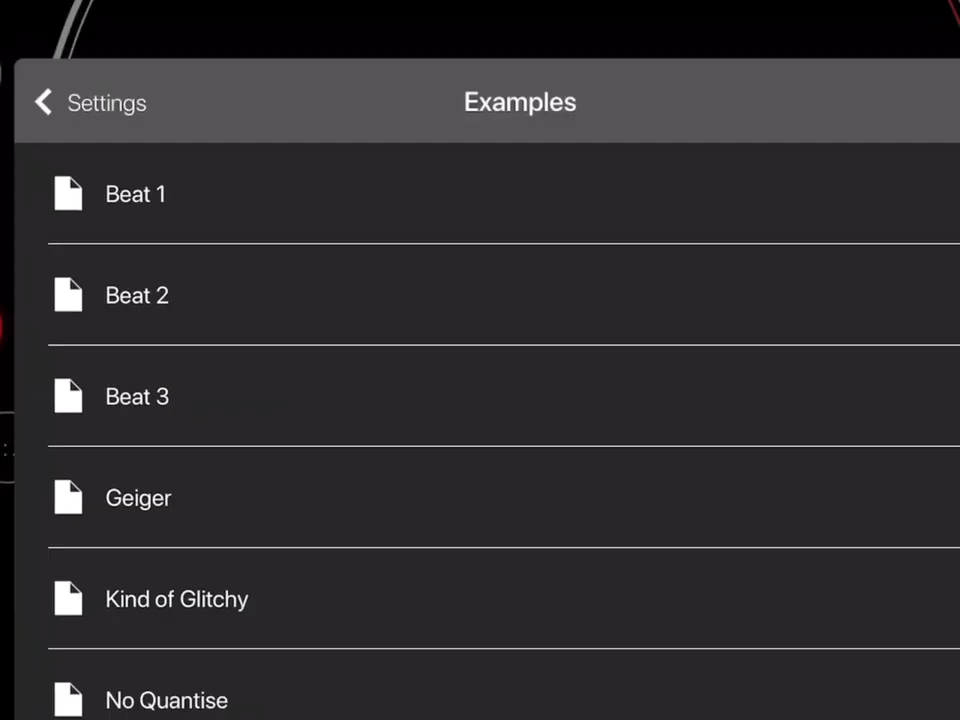 Settings
Examples
Beat 1
Beat 2
Beat 3
Geiger
Kind of Glitchy
No Quantise